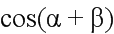 cos(α + β)